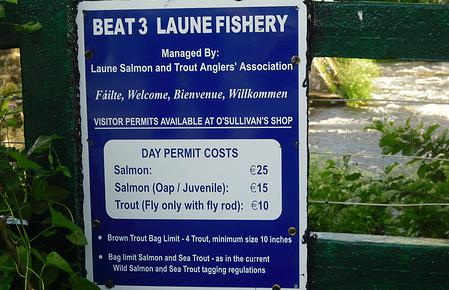 BEAT 3 LAUNE FISHERY
Managed By:
Laune Salmon and Trout Anglers' Association
Fáilte, Welcome, Bienvenue, Willkommen
VISITOR PERMITS AVAILABLE AT O'SULLIVAN'S SHOP
DAY PERMIT COSTS
Salmon: €25
Salmon (Oap / Juvenile): €15
Trout (Fly only with fly rod): €10
• Brown Trout Bag Limit - 4 Trout, minimum size 10 inches
• Bag limit Salmon and Sea Trout - as in the current
Wild Salmon and Sea Trout tagging regulations